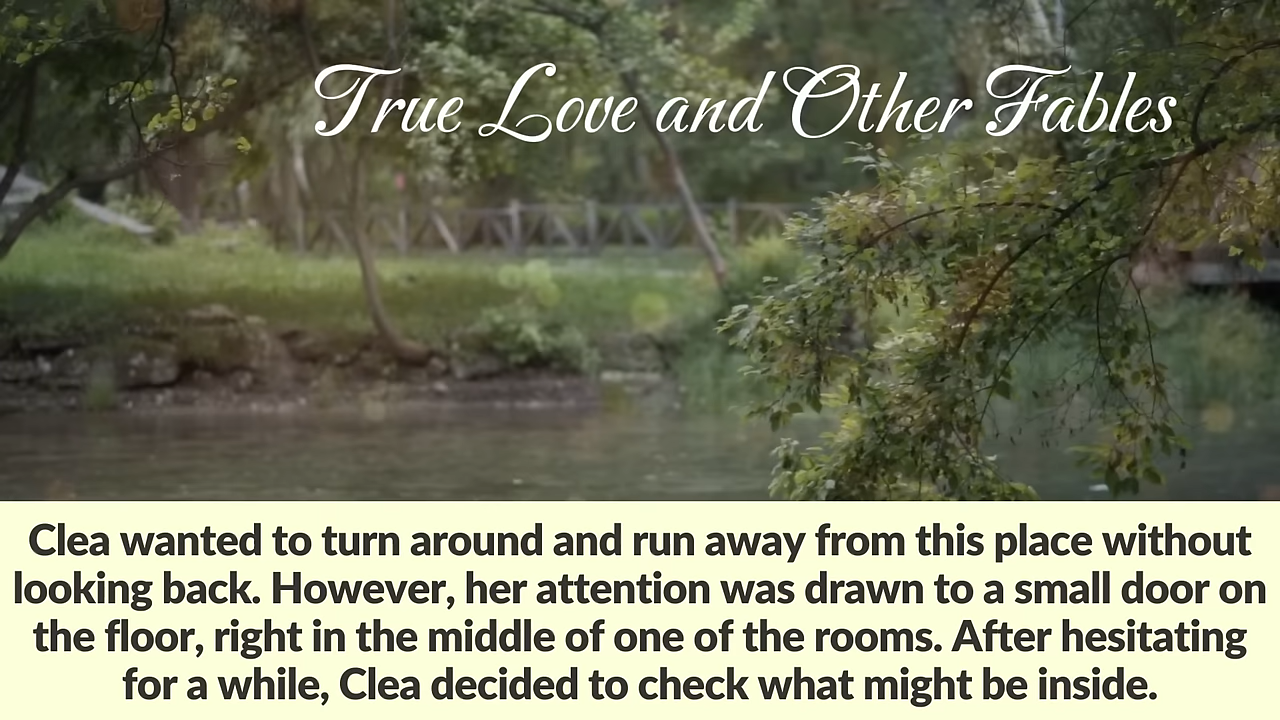 True Love and Other Fables
Clea wanted to turn around and run away from this place without
looking back. However, her attention was drawn to a small door on
the floor, right in the middle of one of the rooms. After hesitating
for a while, Clea decided to check what might be inside.